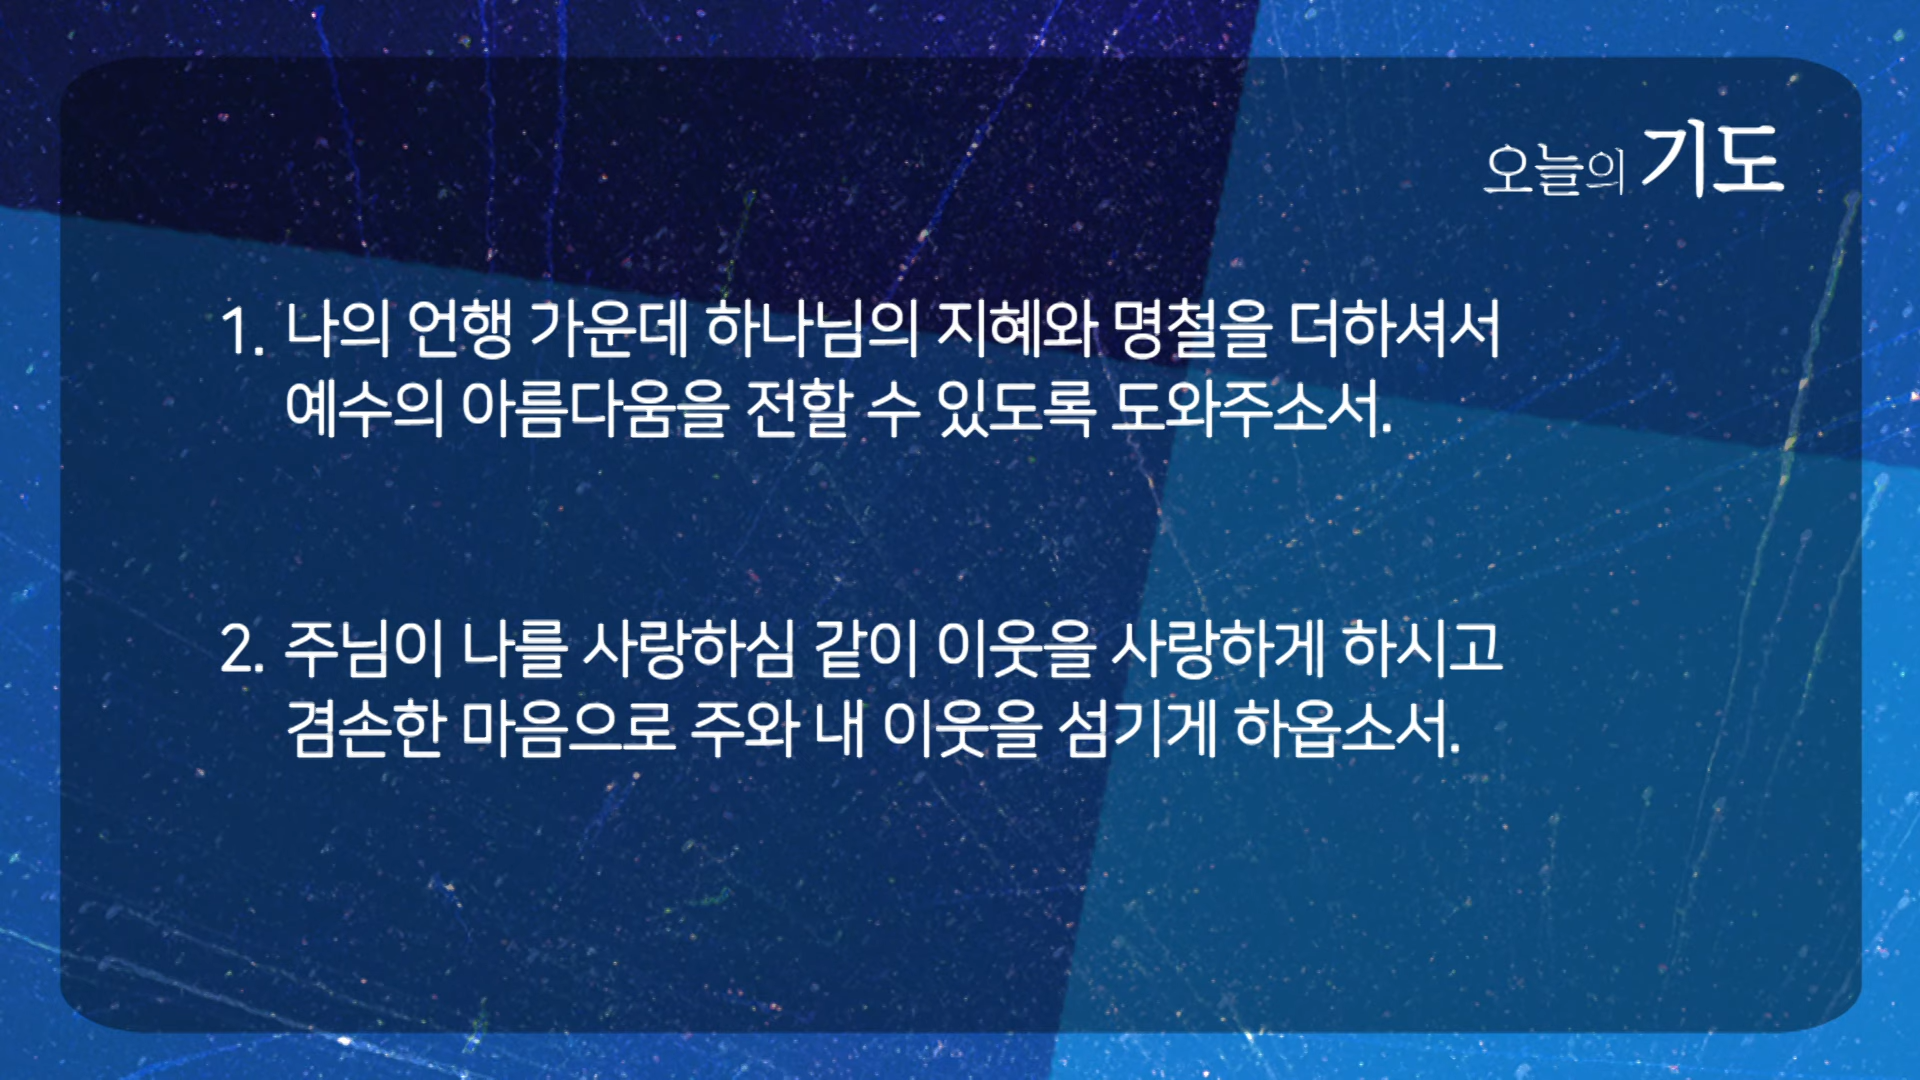 오늘의 기도
1. 나의 언행 가운데 하나님의 지혜와 명철을 더하셔서
예수의 아름다움을 전할 수 있도록 도와주소서.
2. 주님이 나를 사랑하심 같이 이웃을 사랑하게 하시고
겸손한 마음으로 주와 내 이웃을 섬기게 하옵소서.